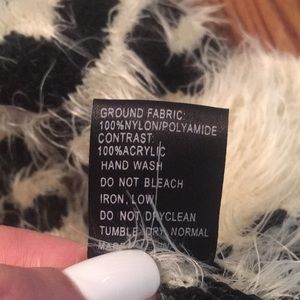 GROUND FABRIC:
100%NYLON/POLYAMIDE
CONTRAST:
100%ACRYLIC
HAND WASH
DO NOT BLEACH
IRON, LOW
DO NOT DRYCLEAN
TUMBLE DRY NORMAL
MADE